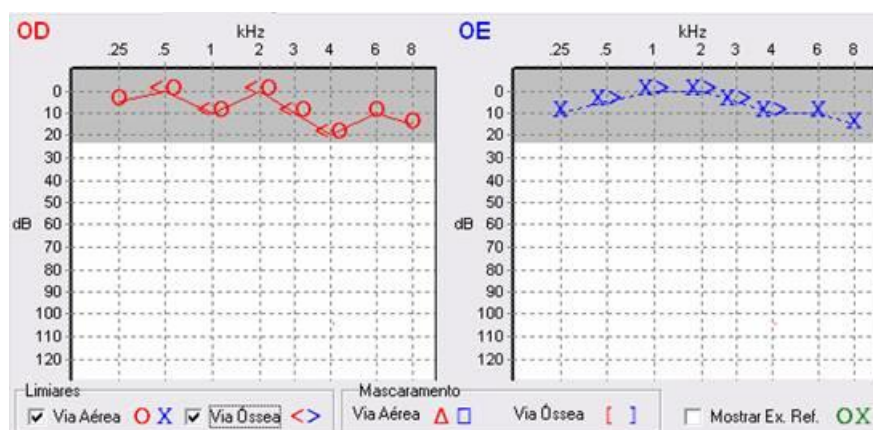 OD kHz
.25 .5 1 2 3 4 6 8
0
10
20
30
40
50
dB 60
70
80
90
100
110
120
OE kHz
.25 .5 1 2 3 4 6 8
0
10
20
30
40
50
dB 60
70
80
90
100
110
120
Limiares
Via Aérea O X Via Óssea < >
Mascaramento
Via Aérea Δ □ Via Óssea [ ]
Mostrar Ex. Ref. O X